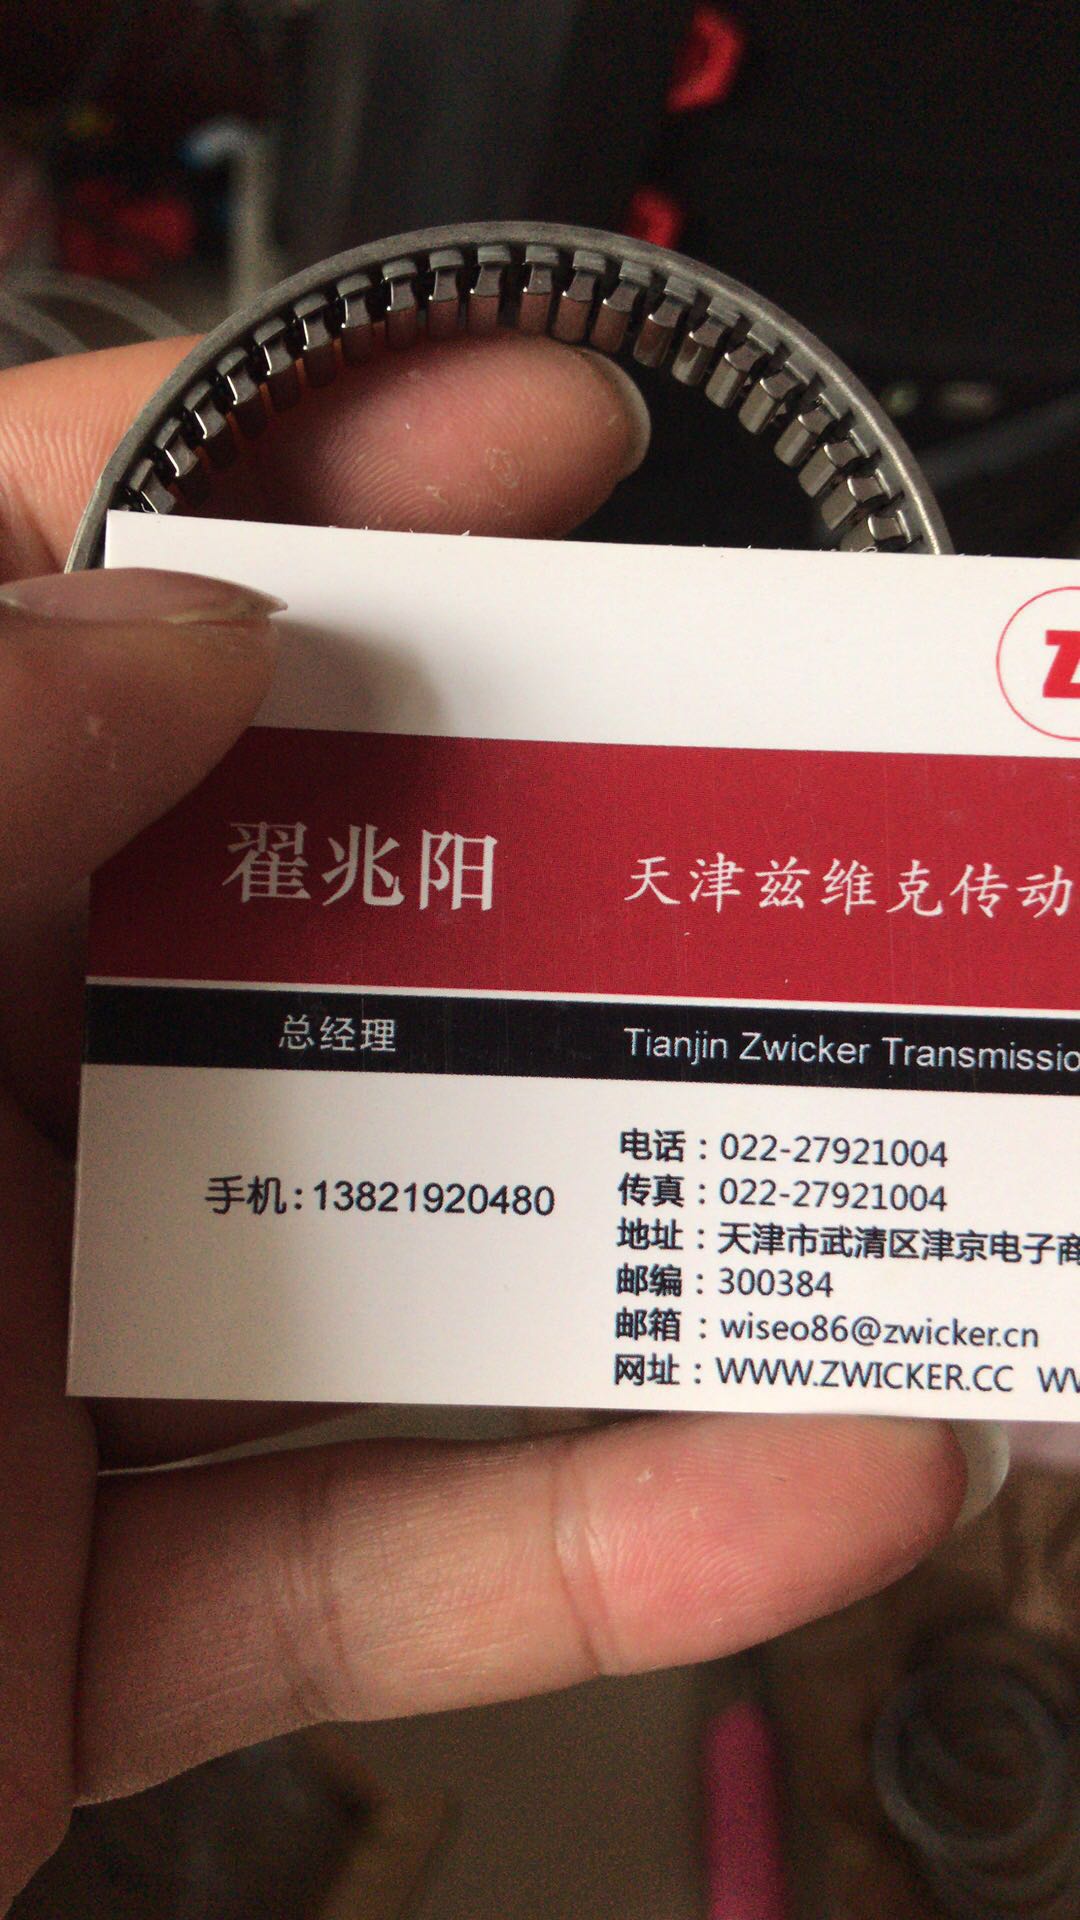 Z
翟兆阳
天津兹维克传动
总经理
Tianjin Zwicker Transmissio
手机:13821920480
电话：022-27921004
传真：022-27921004
地址：天津市武清区津京电子商
邮编：300384
邮箱：wiseo86@zwicker.cn
网址：WWW.ZWICKER.CC WW